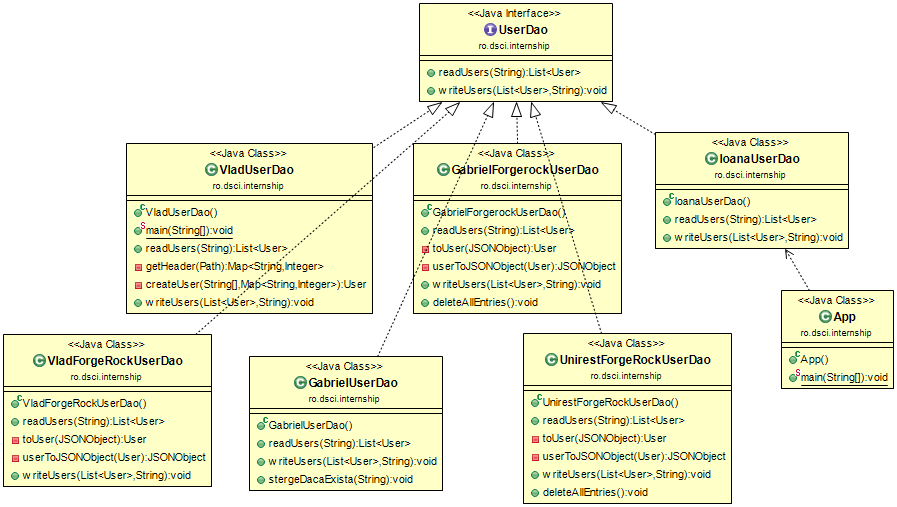 <<Java Interface>>
UserDao
ro.dsci.internship
readUsers(String):List<User>
writeUsers(List<User>,String):void
<<Java Class>>
VladUserDao
ro.dsci.internship
VladUserDao()
main(String[]):void
readUsers(String):List<User>
getHeader(Path):Map<String,Integer>
createUser(String[],Map<String,Integer>):User
writeUsers(List<User>,String):void
<<Java Class>>
GabrielForgerockUserDao
ro.dsci.internship
GabrielForgerockUserDao()
readUsers(String):List<User>
toUser(JSONObject):User
userToJSONObject(User):JSONObject
writeUsers(List<User>,String):void
deleteAllEntries():void
<<Java Class>>
IoanaUserDao
ro.dsci.internship
IoanaUserDao()
readUsers(String):List<User>
writeUsers(List<User>,String):void
<<Java Class>>
App
ro.dsci.internship
App()
main(String[]):void
<<Java Class>>
VladForgeRockUserDao
ro.dsci.internship
VladForgeRockUserDao()
readUsers(String):List<User>
toUser(JSONObject):User
userToJSONObject(User):JSONObject
writeUsers(List<User>,String):void
<<Java Class>>
GabrielUserDao
ro.dsci.internship
GabrielUserDao()
readUsers(String):List<User>
writeUsers(List<User>,String):void
stergeDacaExista(String):void
<<Java Class>>
UnirestForgeRockUserDao
ro.dsci.internship
UnirestForgeRockUserDao()
readUsers(String):List<User>
toUser(JSONObject):User
userToJSONObject(User):JSONObject
writeUsers(List<User>,String):void
deleteAllEntries():void